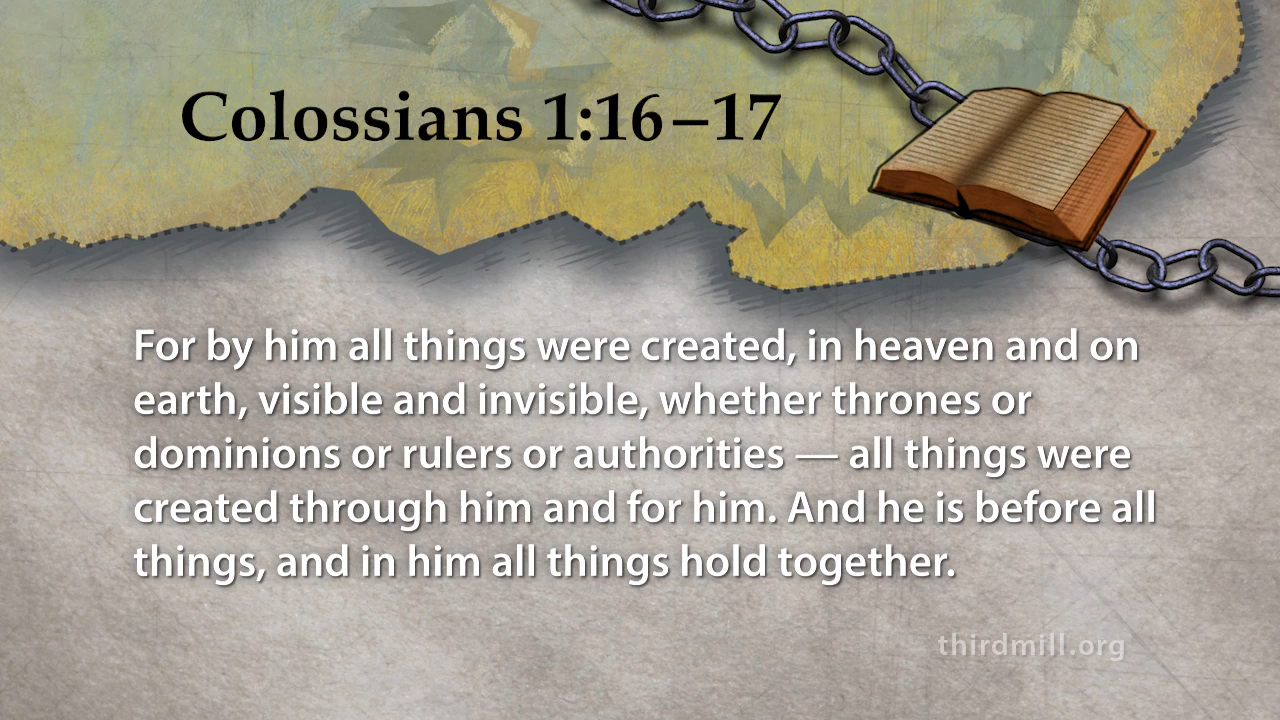 Colossians 1:16–17
For by him all things were created, in heaven and on
earth, visible and invisible, whether thrones or
dominions or rulers or authorities — all things were
created through him and for him. And he is before all
things, and in him all things hold together.
thirdmill.org